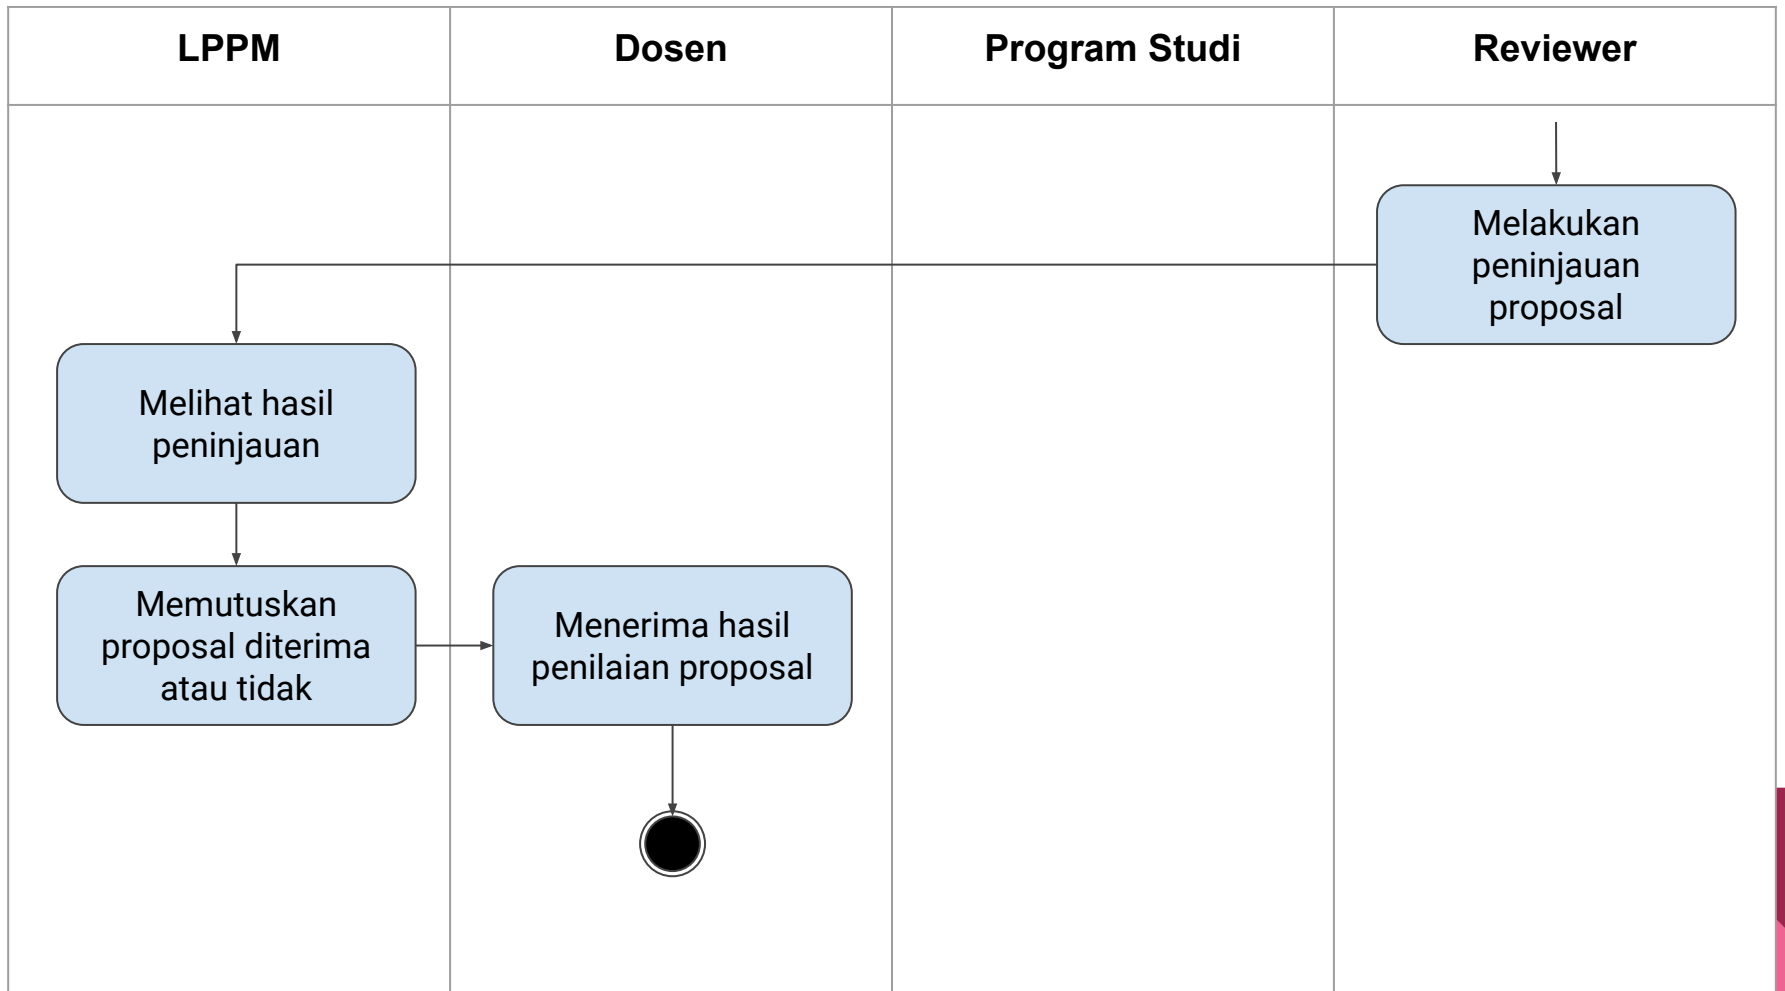 LPPM
Dosen
Program Studi
Reviewer
Melakukan
peninjauan
proposal
Melihat hasil
peninjauan
Memutuskan
proposal diterima
atau tidak
Menerima hasil
penilaian proposal